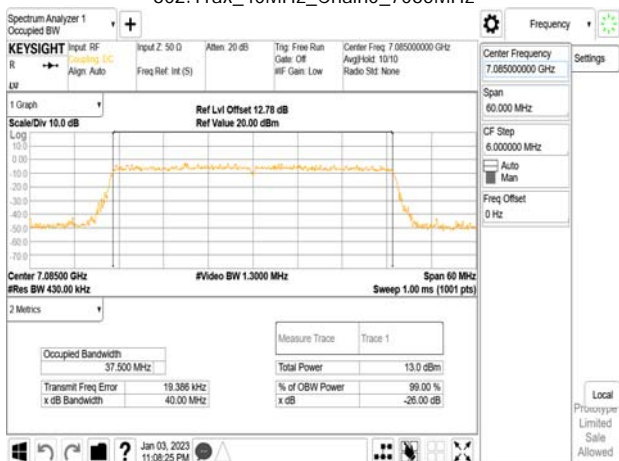 802.11ax_40MHz_Chain0_7085MHz
Spectrum Analyzer 1
Occupied BW
Frequency
KEYSIGHT
Input: RF
Coupling: DC
Align: Auto
Input Z: 50 Ω
Freq Ref: Int (S)
Atten: 20 dB
Trig: Free Run
Gate: Off
#IF Gain: Low
Center Freq: 7.085000000 GHz
Avg|Hold: 10/10
Radio Std: None
R
LV
Center Frequency
7.085000000 GHz
Settings
Span
60.000 MHz
CF Step
6.000000 MHz
Auto
Man
Freq Offset
0 Hz
1 Graph
Scale/Div 10.0 dB
Ref Lvl Offset 12.78 dB
Ref Value 20.00 dBm
Log
10.0
0.00
-10.0
-20.0
-30.0
-40.0
-50.0
-60.0
-70.0
Center 7.08500 GHz
#Video BW 1.3000 MHz
Span 60 MHz
#Res BW 430.00 kHz
Sweep 1.00 ms (1001 pts)
2 Metrics
Measure Trace
Trace 1
Occupied Bandwidth
37.500 MHz
Total Power
13.0 dBm
Transmit Freq Error
19.386 kHz
% of OBW Power
99.00 %
x dB Bandwidth
40.00 MHz
x dB
-26.00 dB
Local
Prototype
Limited
Sale
Allowed
?
Jan 03, 2023
11:08:25 PM